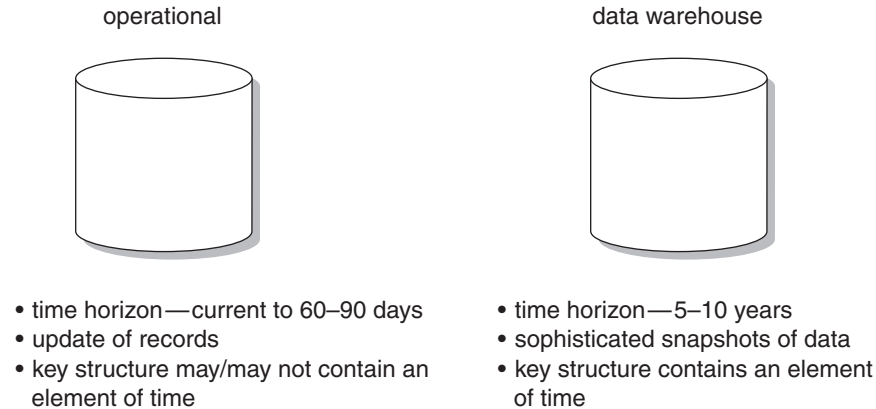 operational
• time horizon—current to 60–90 days
• update of records
• key structure may/may not contain an
element of time
data warehouse
• time horizon—5–10 years
• sophisticated snapshots of data
• key structure contains an element
of time